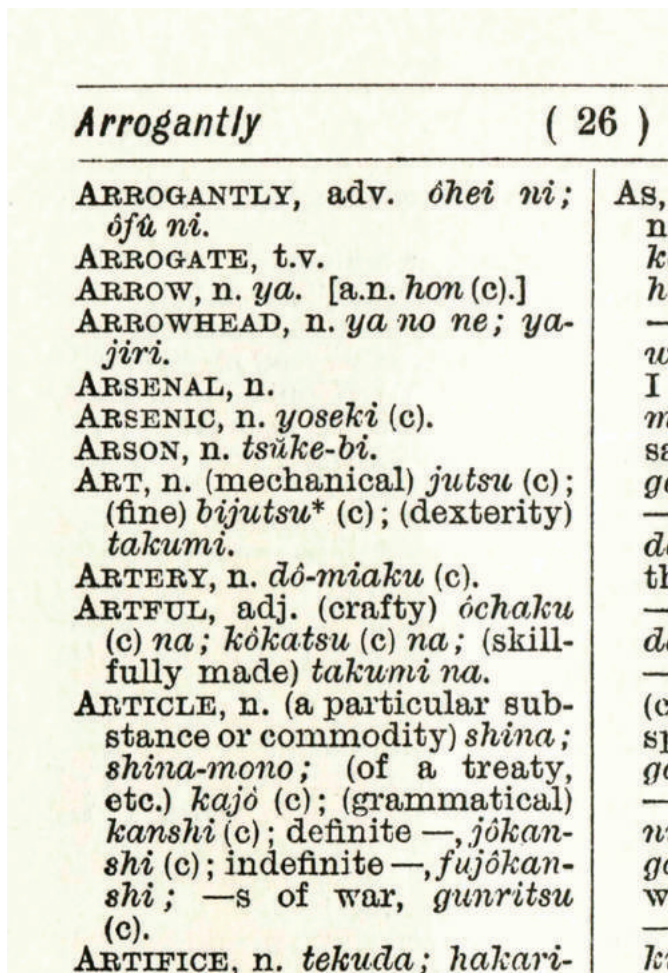 Arrogantly ( 26 )
ARROGANTLY, adv. ôhei ni;
ôfû ni.
ARROGATE, t.v.
ARROW, n. ya. [a.n. hon (c).]
ARROWHEAD, n. ya no ne; ya-
jiri.
ARSENAL, n.
ARSENIC, n. yoseki (c).
ARSON, n. tsŭke-bi.
ART, n. (mechanical) jutsu (c);
(fine) bijutsu* (c); (dexterity)
takumi.
ARTERY, n. dô-miaku (c).
ARTFUL, adj. (crafty) ôchaku
(c) na; kôkatsu (c) na; (skill-
fully made) takumi na.
ARTICLE, n. (a particular sub-
stance or commodity) shina;
shina-mono; (of a treaty,
etc.) kajô (c); (grammatical)
kanshi (c); definite —, jôkan-
shi (c); indefinite —, fujôkan-
shi; —s of war, gunritsu
(c).
ARTIFICE, n. tekuda; hakari-
As,
I
—
—
—
—
—
—